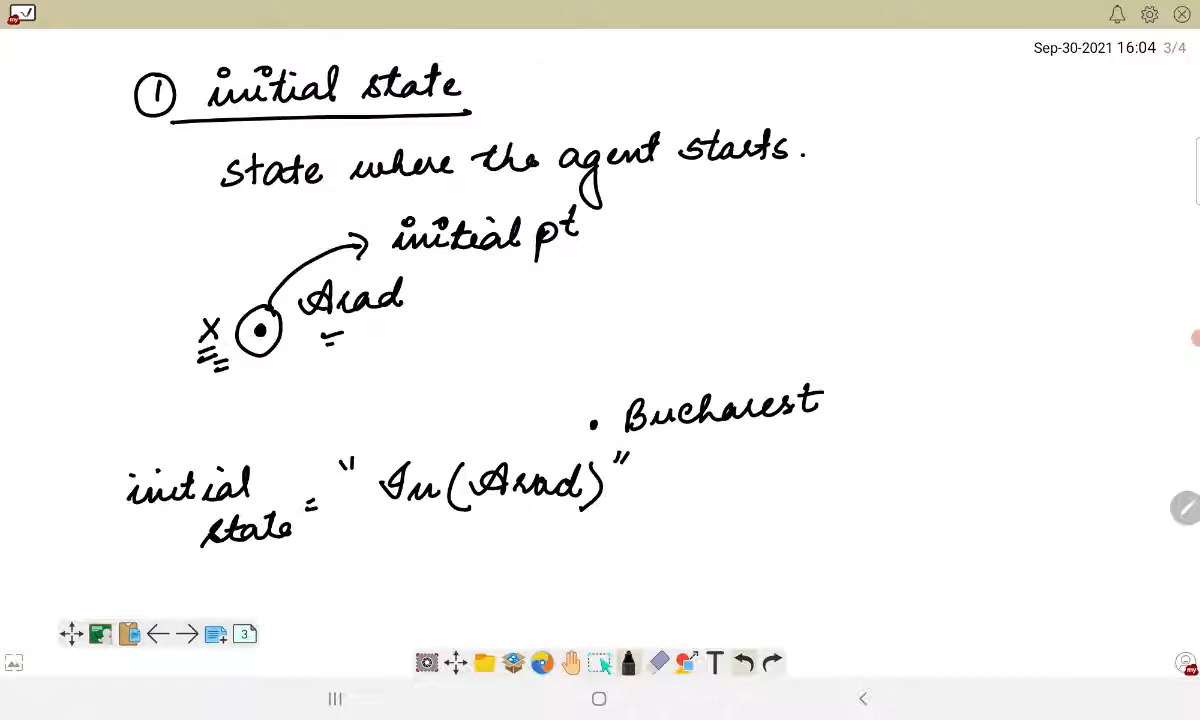 Sep-30-2021 16:04 3/4
① initial state
state where the agent starts.
initial pt
Arad
X
. Bucharest
initial state = "In(Arad)"
3
T